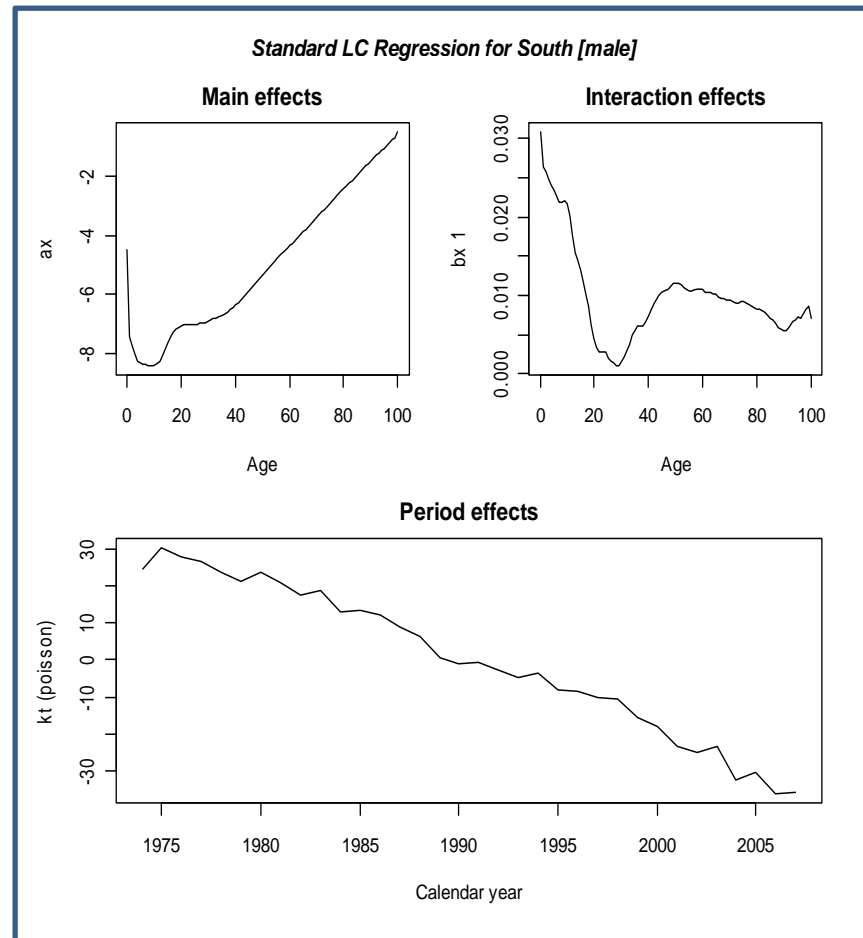 Standard LC Regression for South [male]
Main effects
ax
-2
-4
-6
-8
0 20 40 60 80 100
Age
Interaction effects
bx 1
0.030
0.020
0.010
0.000
0 20 40 60 80 100
Age
Period effects
kt (poisson)
30
10
0
-10
-30
1975 1980 1985 1990 1995 2000 2005
Calendar year